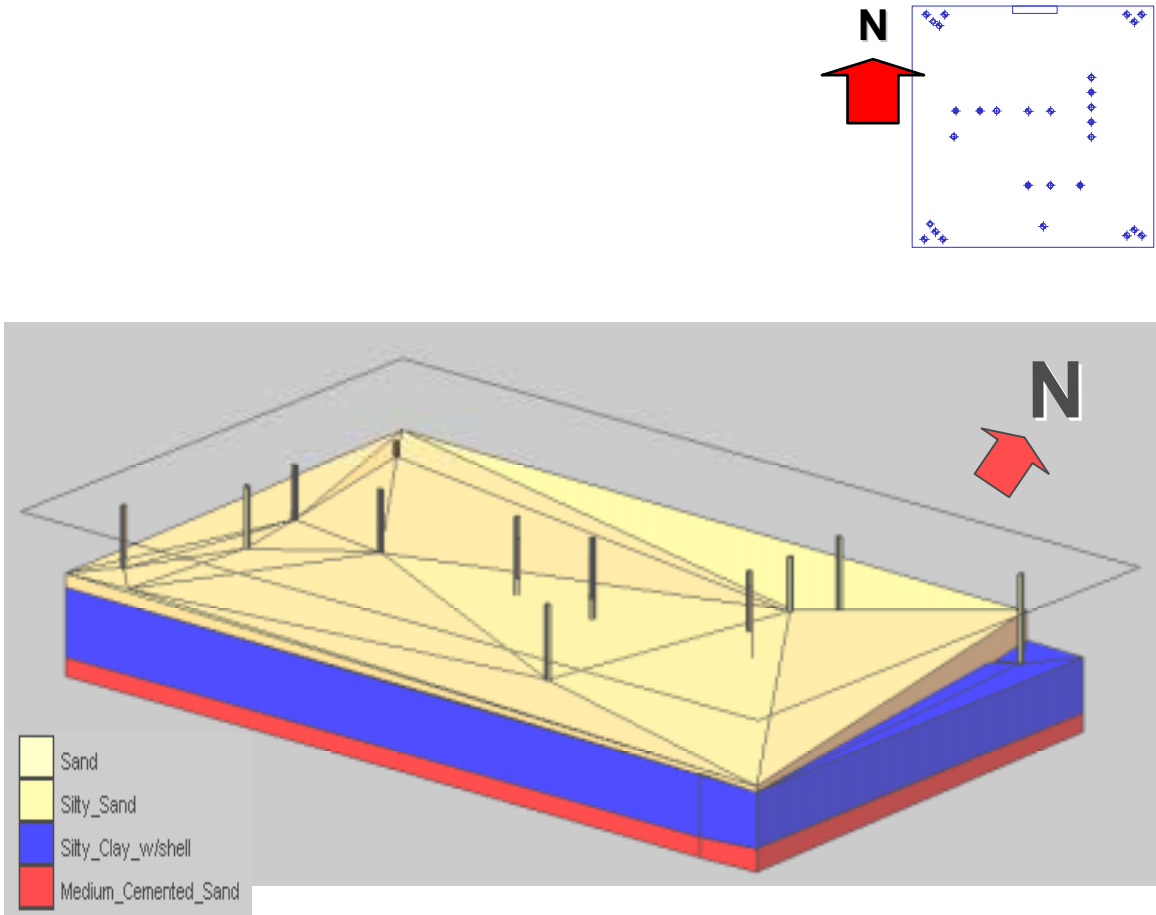 N
N
Sand
Silty_Sand
Silty_Clay_w/shell
Medium_Cemented_Sand